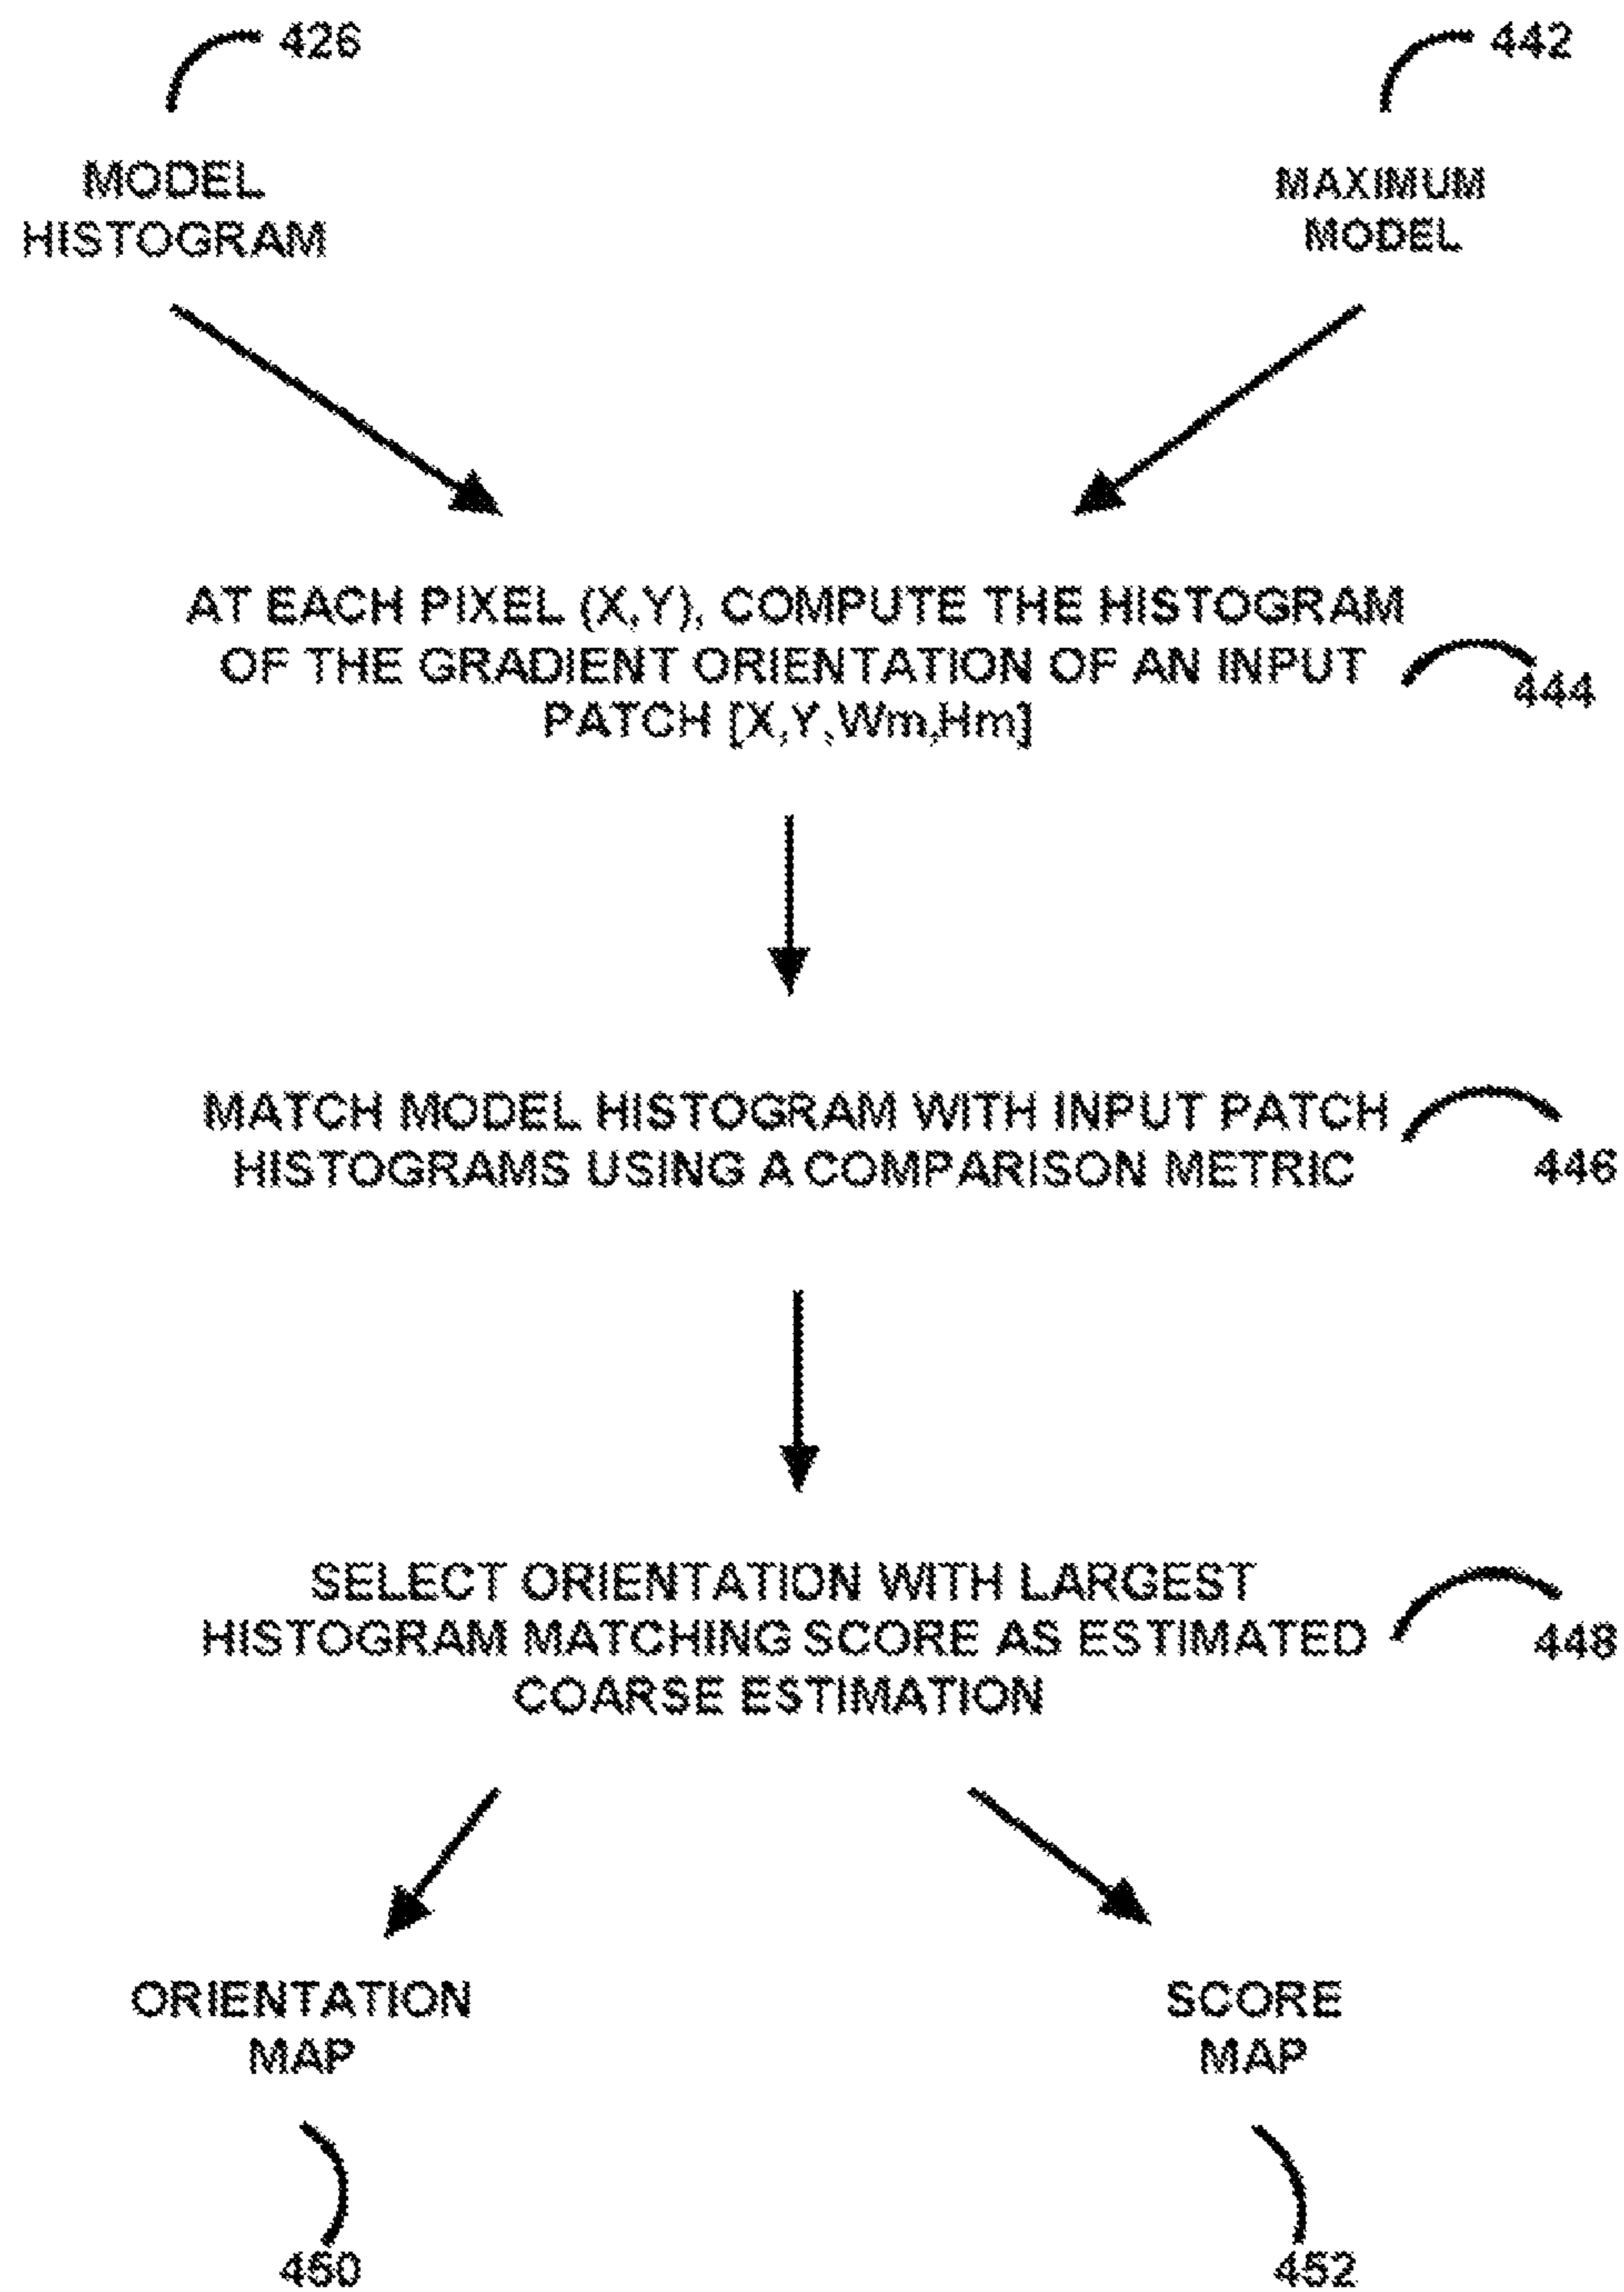 426
442
MODEL
HISTOGRAM
MAXIMUM
MODEL
AT EACH PIXEL (X,Y), COMPUTE THE HISTOGRAM
OF THE GRADIENT ORIENTATION OF AN INPUT
PATCH [X,Y,Wm,Hm]
444
MATCH MODEL HISTOGRAM WITH INPUT PATCH
HISTOGRAMS USING A COMPARISON METRIC
446
SELECT ORIENTATION WITH LARGEST
HISTOGRAM MATCHING SCORE AS ESTIMATED
COARSE ESTIMATION
448
ORIENTATION
MAP
SCORE
MAP
450
452